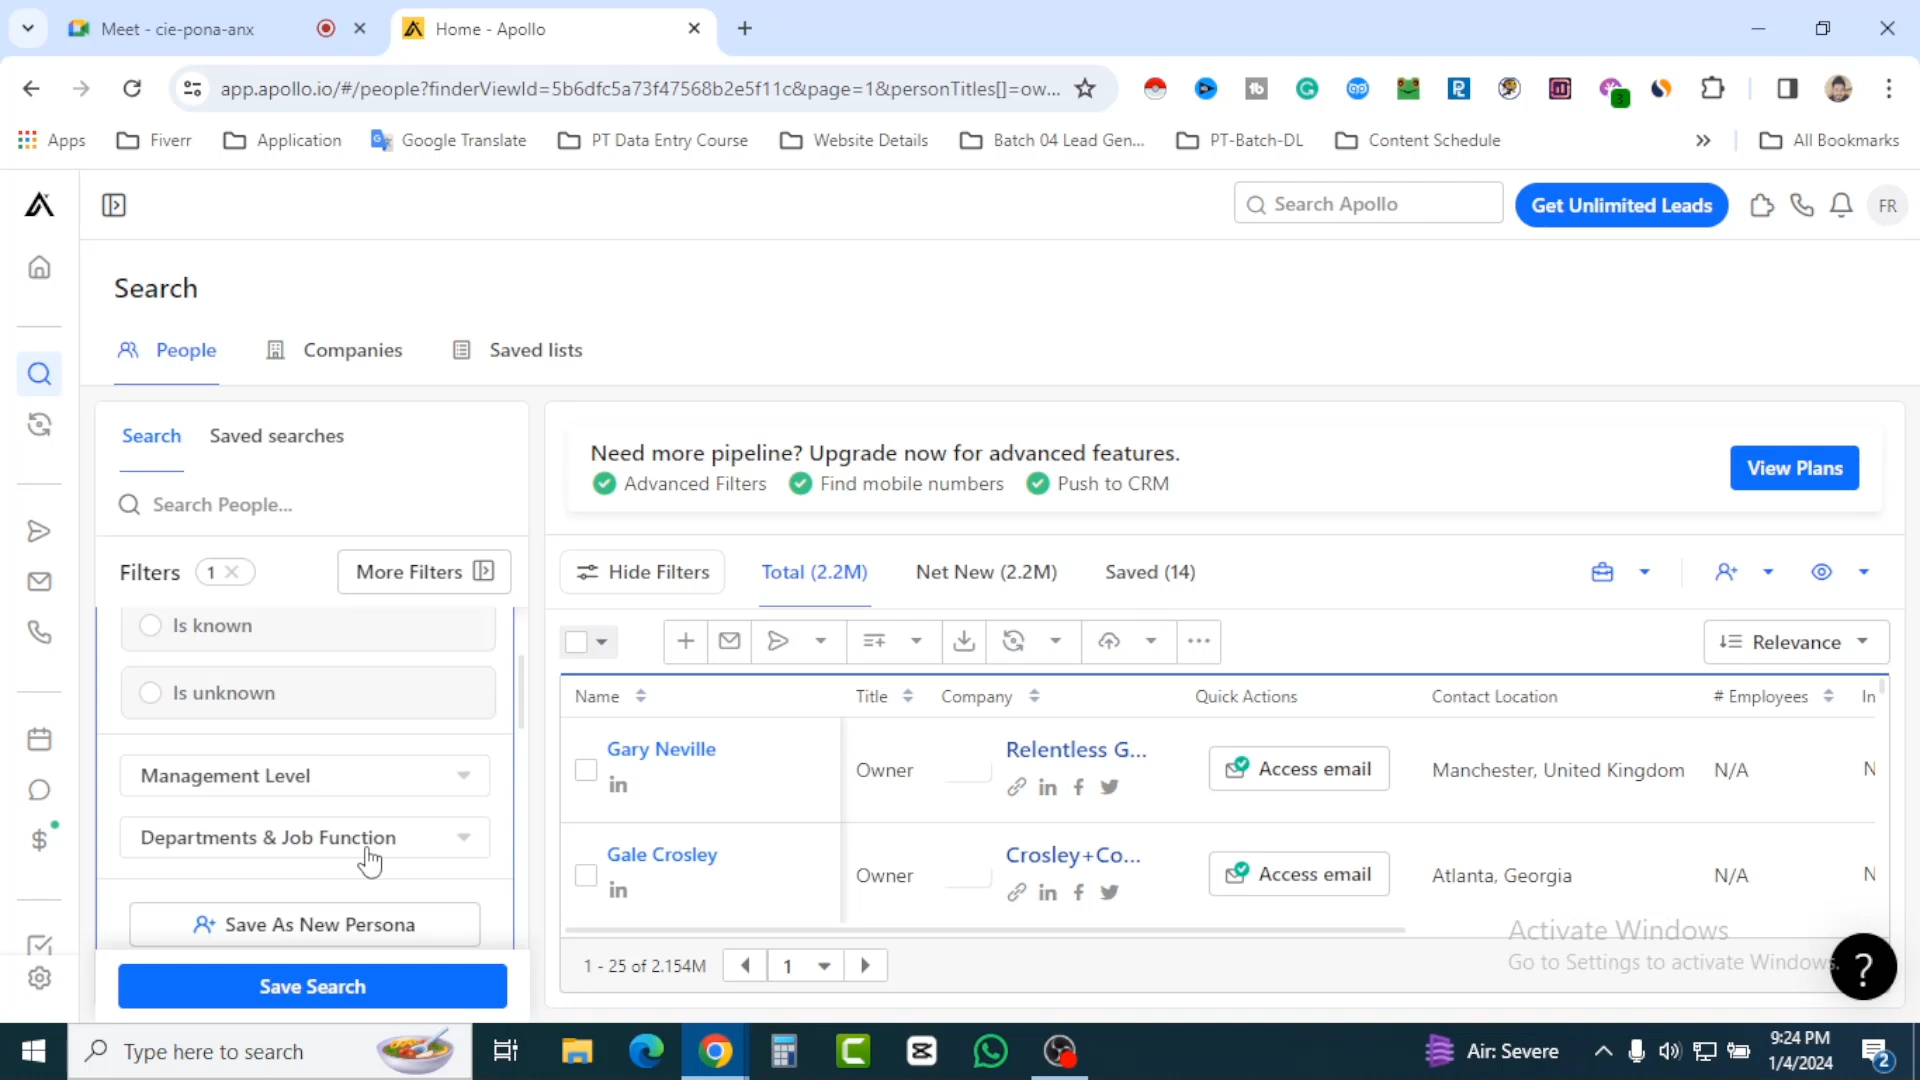 Meet - cie-pona-anx
Home - Apollo
app.apollo.io/#/people?finderViewId=5b6dfc5a73f47568b2e5f11c&page=1&personTitles[]=ow...
Apps
Fiverr
Application
Google Translate
PT Data Entry Course
Website Details
Batch 04 Lead Gen...
PT-Batch-DL
Content Schedule
All Bookmarks
Search Apollo
Get Unlimited Leads
FR
Search
People
Companies
Saved lists
Search
Saved searches
Search People...
Filters 1
More Filters
Is known
Is unknown
Management Level
Departments & Job Function
Save As New Persona
Save Search
Need more pipeline? Upgrade now for advanced features.
Advanced Filters
Find mobile numbers
Push to CRM
View Plans
Hide Filters
Total (2.2M)
Net New (2.2M)
Saved (14)
Relevance
Name
Title
Company
Quick Actions
Contact Location
# Employees
In
Gary Neville
Owner
Relentless G...
Access email
Manchester, United Kingdom
N/A
N
Gale Crosley
Owner
Crosley+Co...
Access email
Atlanta, Georgia
N/A
N
1 - 25 of 2.154M
1
Activate Windows
Go to Settings to activate Windows.
?
Type here to search
Air: Severe
9:24 PM
1/4/2024
2